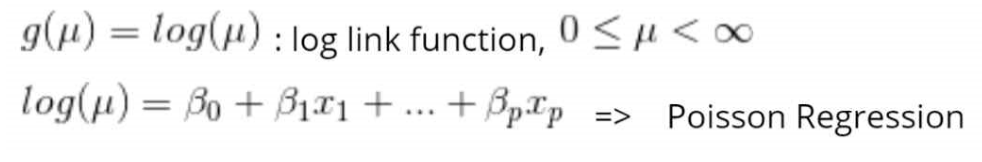 g(μ) = log(μ) : log link function, 0 ≤ μ < ∞
log(μ) = β₀ + β₁x₁ + ... + βₚxₚ => Poisson Regression